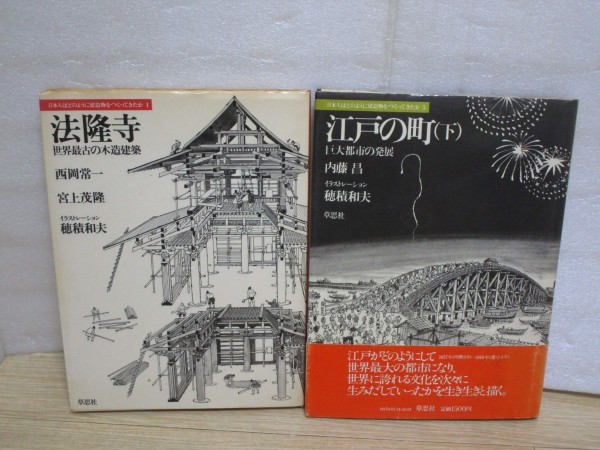 日本人はどのように建造物をつくってきたか 1
法隆寺
世界最古の木造建築
西岡常一
宮上茂隆
イラストレーション
穂積和夫
草思社
日本人はどのように建造物をつくってきたか 5
江戸の町(下)
巨大都市の発展
内藤 昌
イラストレーション
穂積和夫
草思社
江戸がどのようにして
世界最大の都市になり、
世界に誇れる文化を次々に
生みだしていったかを生き生きと描く。
草思社 定価1500円